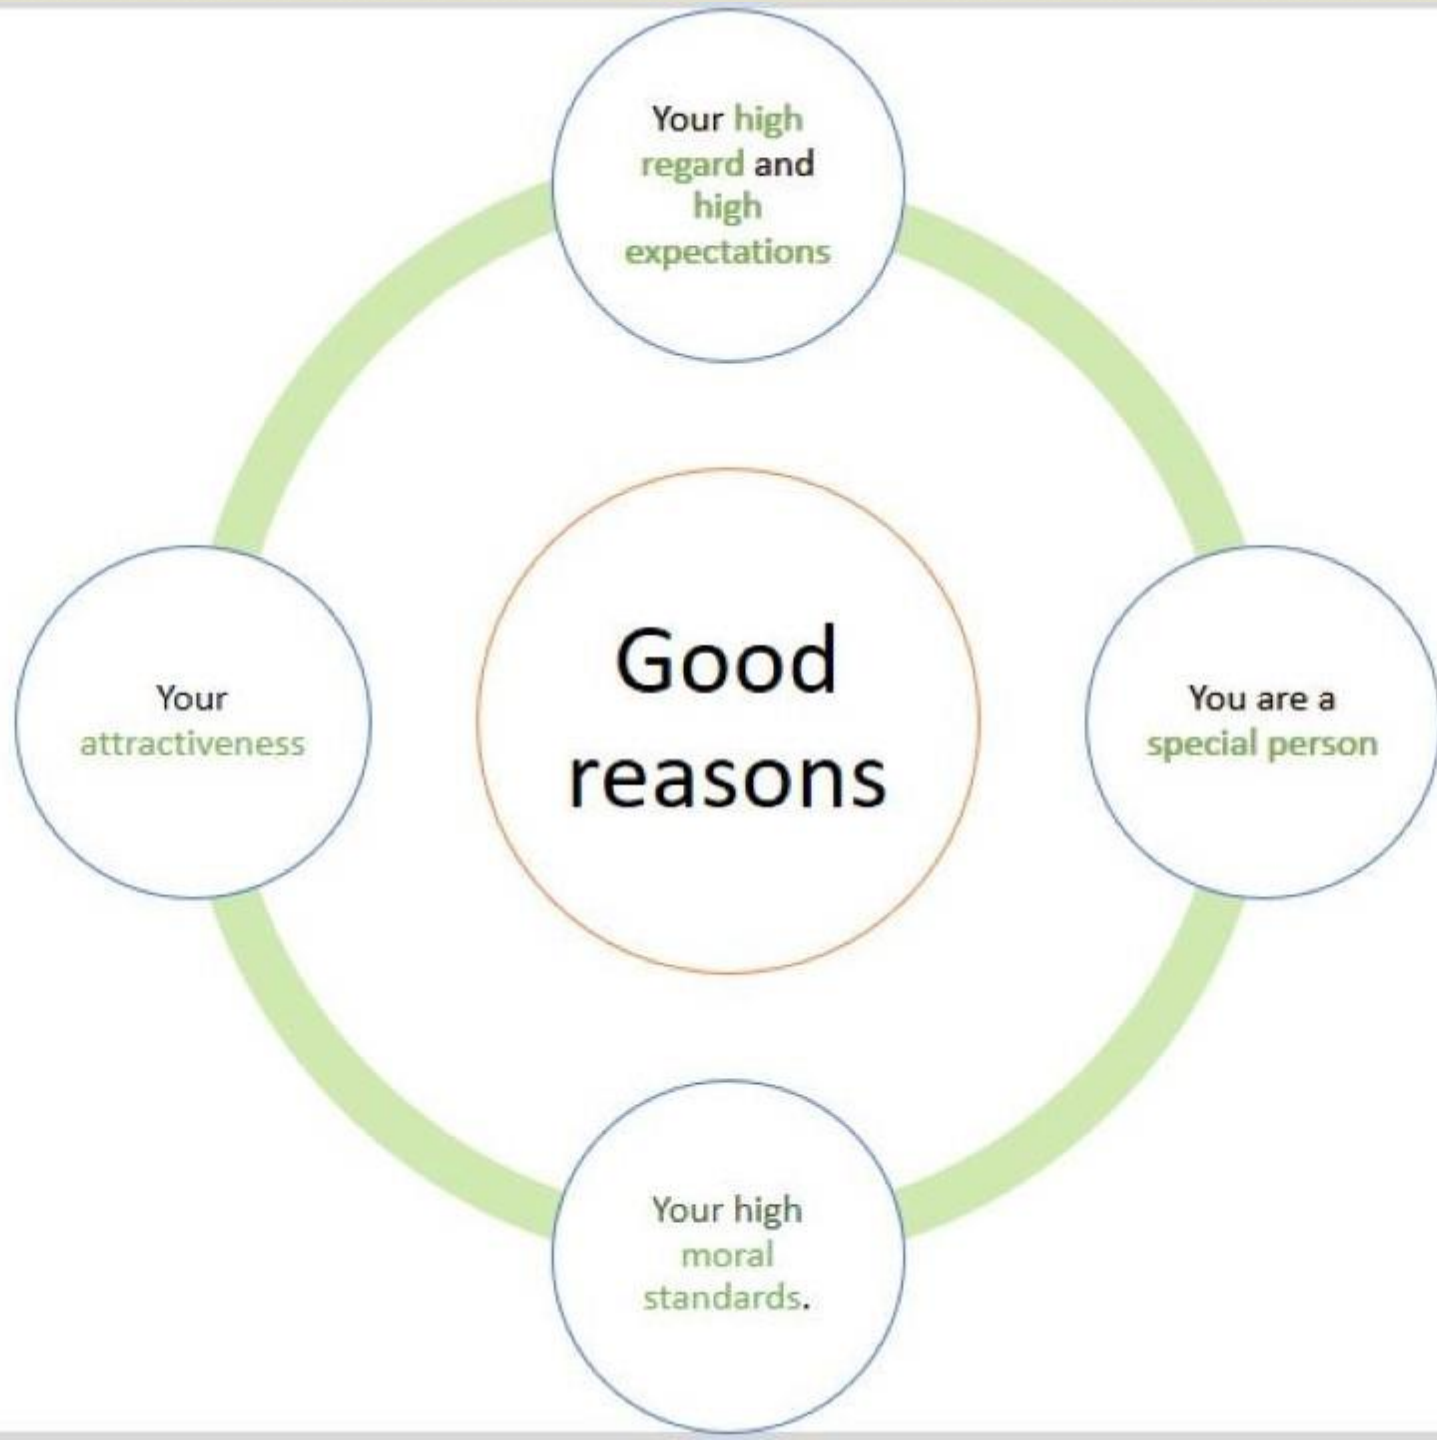 Your high
regard and
high
expectations
Your
attractiveness
Good
reasons
You are a
special person
Your high
moral
standards.